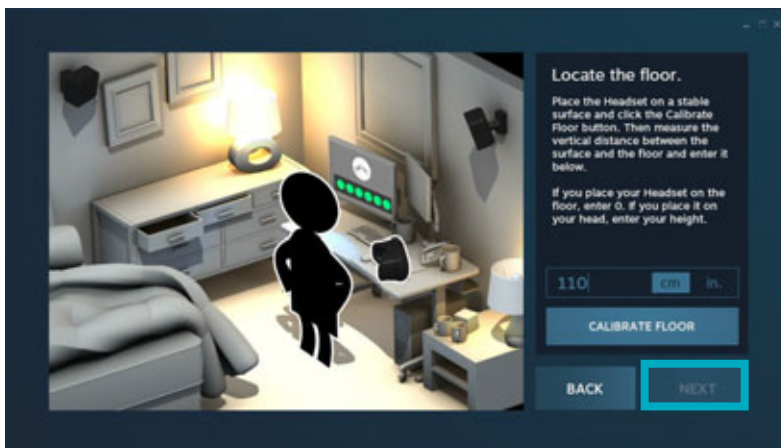 Locate the floor.
Place the Headset on a stable
surface and click the Calibrate
Floor button. Then measure the
vertical distance between the
surface and the floor and enter it
below.
If you place your Headset on the
floor, enter 0. If you place it on
your head, enter your height.
110 cm in.
CALIBRATE FLOOR
BACK NEXT